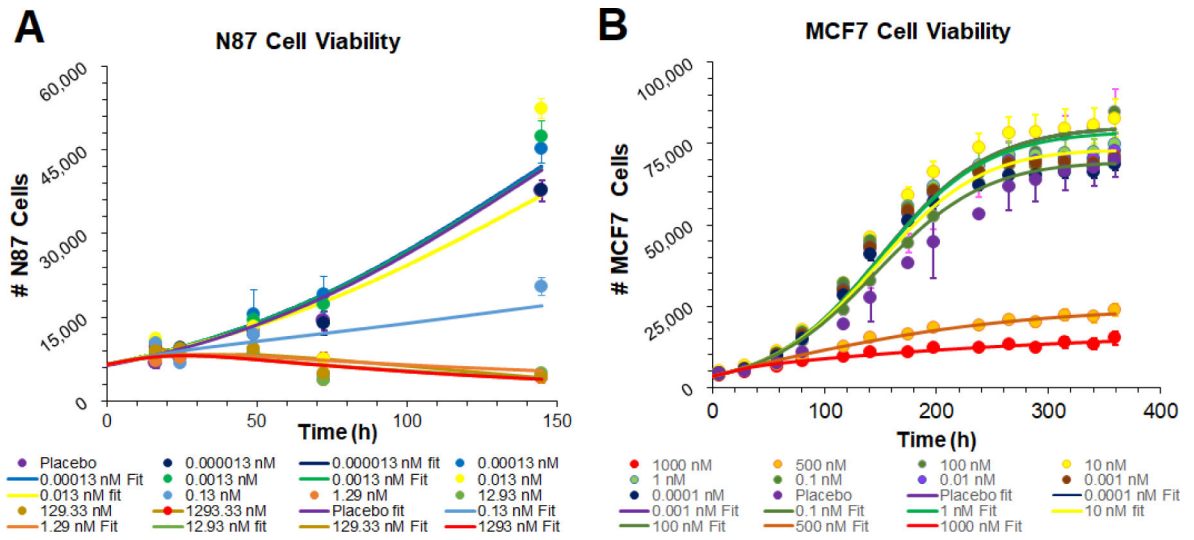 A
N87 Cell Viability
60,000
45,000
30,000
15,000
0
# N87 Cells
0 50 100 150
Time (h)
Placebo 0.000013 nM 0.000013 nM fit 0.00013 nM
0.00013 nM Fit 0.0013 nM 0.0013 nM Fit 0.013 nM
0.013 nM fit 0.13 nM Placebo fit 0.13 nM Fit
129.33 nM 1293.33 nM 1.29 nM 12.93 nM
1.29 nM Fit 12.93 nM fit 129.33 nM Fit 1293 nM Fit
B
MCF7 Cell Viability
100,000
75,000
50,000
25,000
0
# MCF7 Cells
0 100 200 300 400
Time (h)
1000 nM 500 nM 100 nM 10 nM
1 nM 0.1 nM 0.01 nM 0.001 nM
0.0001 nM Placebo Placebo fit 0.0001 nM Fit
0.001 nM Fit 0.1 nM Fit 1 nM Fit 10 nM fit
100 nM Fit 500 nM Fit 1000 nM Fit